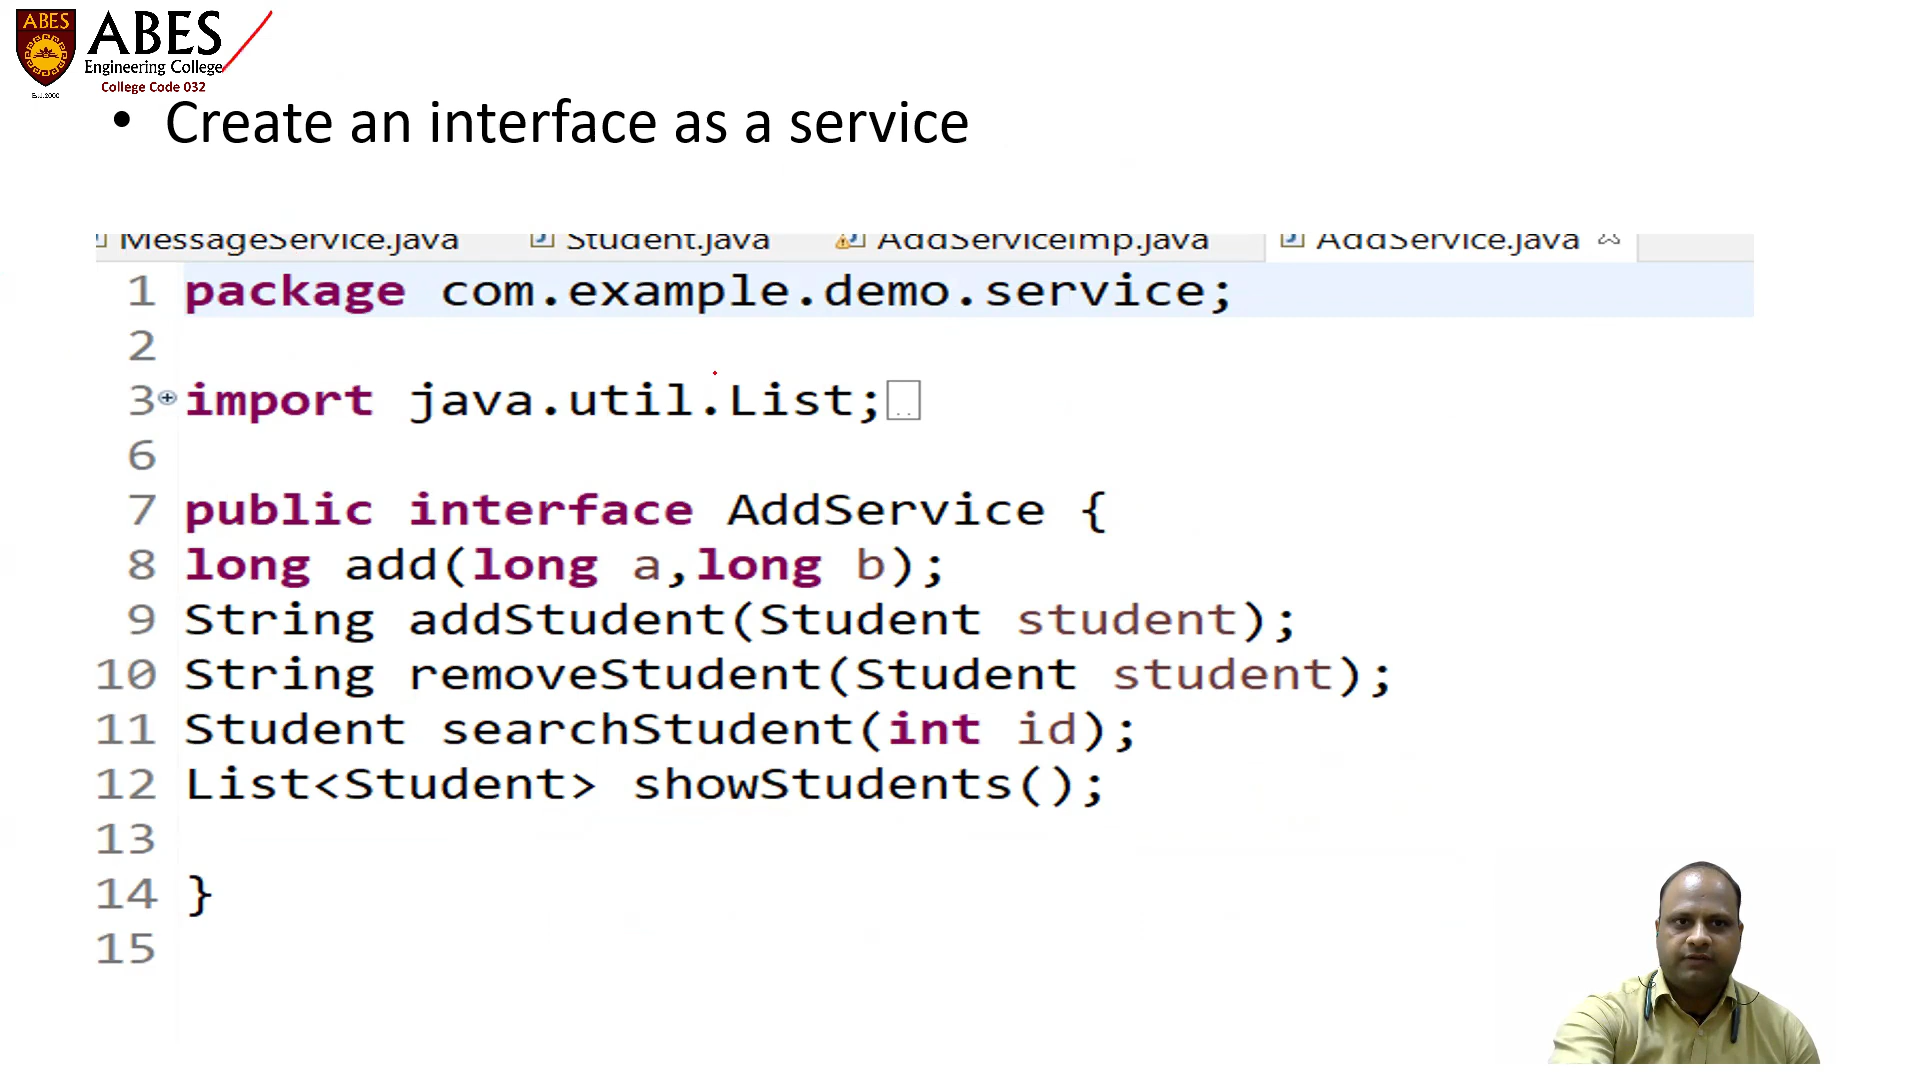 ABES
ABES
Engineering College
College Code 032
• Create an interface as a service
MessageService.java Student.java AddServiceImp.java AddService.java
1 package com.example.demo.service;
2
3 import java.util.List;
6
7 public interface AddService {
8 long add(long a,long b);
9 String addStudent(Student student);
10 String removeStudent(Student student);
11 Student searchStudent(int id);
12 List<Student> showStudents();
13
14 }
15